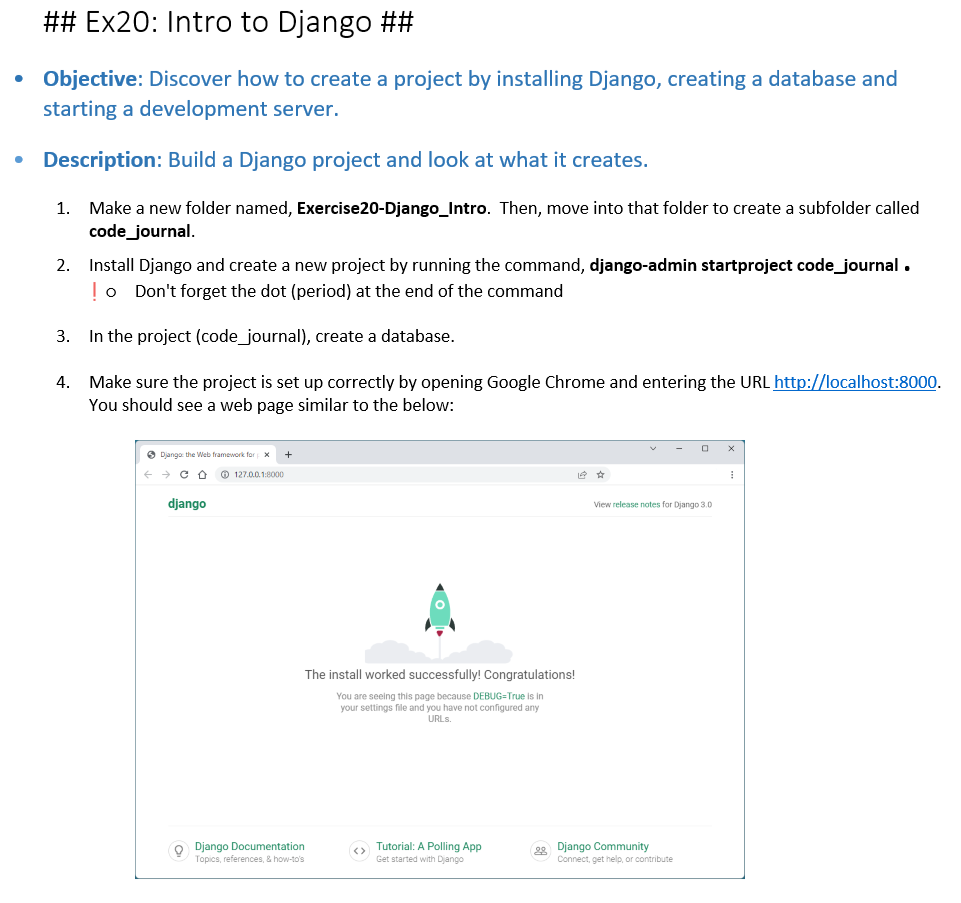 ## Ex20: Intro to Django ##
• Objective: Discover how to create a project by installing Django, creating a database and
starting a development server.
• Description: Build a Django project and look at what it creates.
1. Make a new folder named, Exercise20-Django_Intro. Then, move into that folder to create a subfolder called
code_journal.
2. Install Django and create a new project by running the command, django-admin startproject code_journal .
❗o Don't forget the dot (period) at the end of the command
3. In the project (code_journal), create a database.
4. Make sure the project is set up correctly by opening Google Chrome and entering the URL http://localhost:8000.
You should see a web page similar to the below:
Django: the Web framework for
127.0.0.1:8000
django
View release notes for Django 3.0
The install worked successfully! Congratulations!
You are seeing this page because DEBUG=True is in
your settings file and you have not configured any
URLs.
Django Documentation
Topics, references, & how-to's
Tutorial: A Polling App
Get started with Django
Django Community
Connect, get help, or contribute